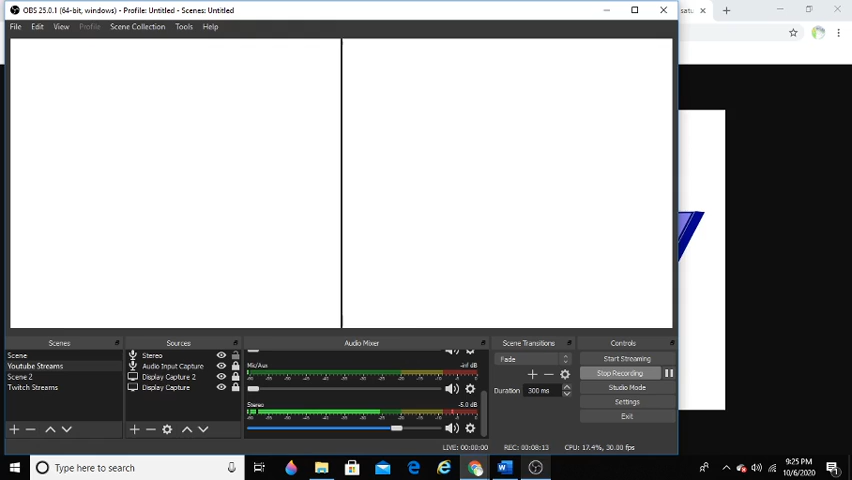 OBS 25.0.1 (64-bit, windows) - Profile: Untitled - Scenes: Untitled
File Edit View Profile Scene Collection Tools Help
Scenes
Scene
Youtube Streams
Scene 2
Twitch Streams
Sources
Stereo
Audio Input Capture
Display Capture 2
Display Capture
Audio Mixer
Mic/Aux -inf dB
Stereo -5.0 dB
Scene Transitions
Fade
Duration 300 ms
Controls
Start Streaming
Stop Recording
Studio Mode
Settings
Exit
LIVE: 00:00:00 REC: 00:08:13 CPU: 17.4%, 30.00 fps
Type here to search
9:25 PM
10/6/2020